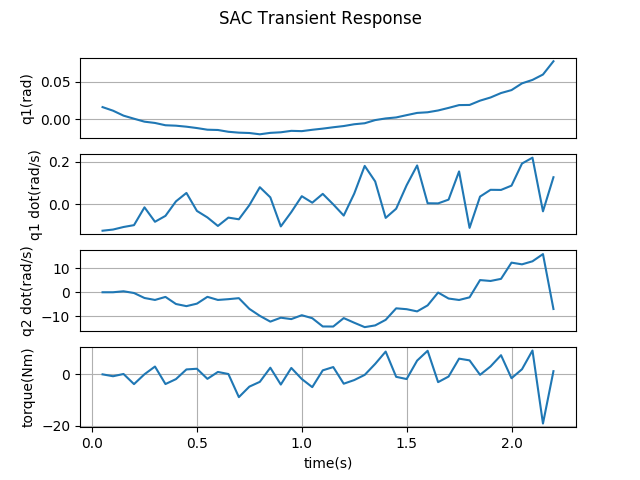 SAC Transient Response
q1(rad)
0.05
0.00
q1 dot(rad/s)
0.2
0.0
q2 dot(rad/s)
10
0
−10
torque(Nm)
0
−20
0.0 0.5 1.0 1.5 2.0
time(s)